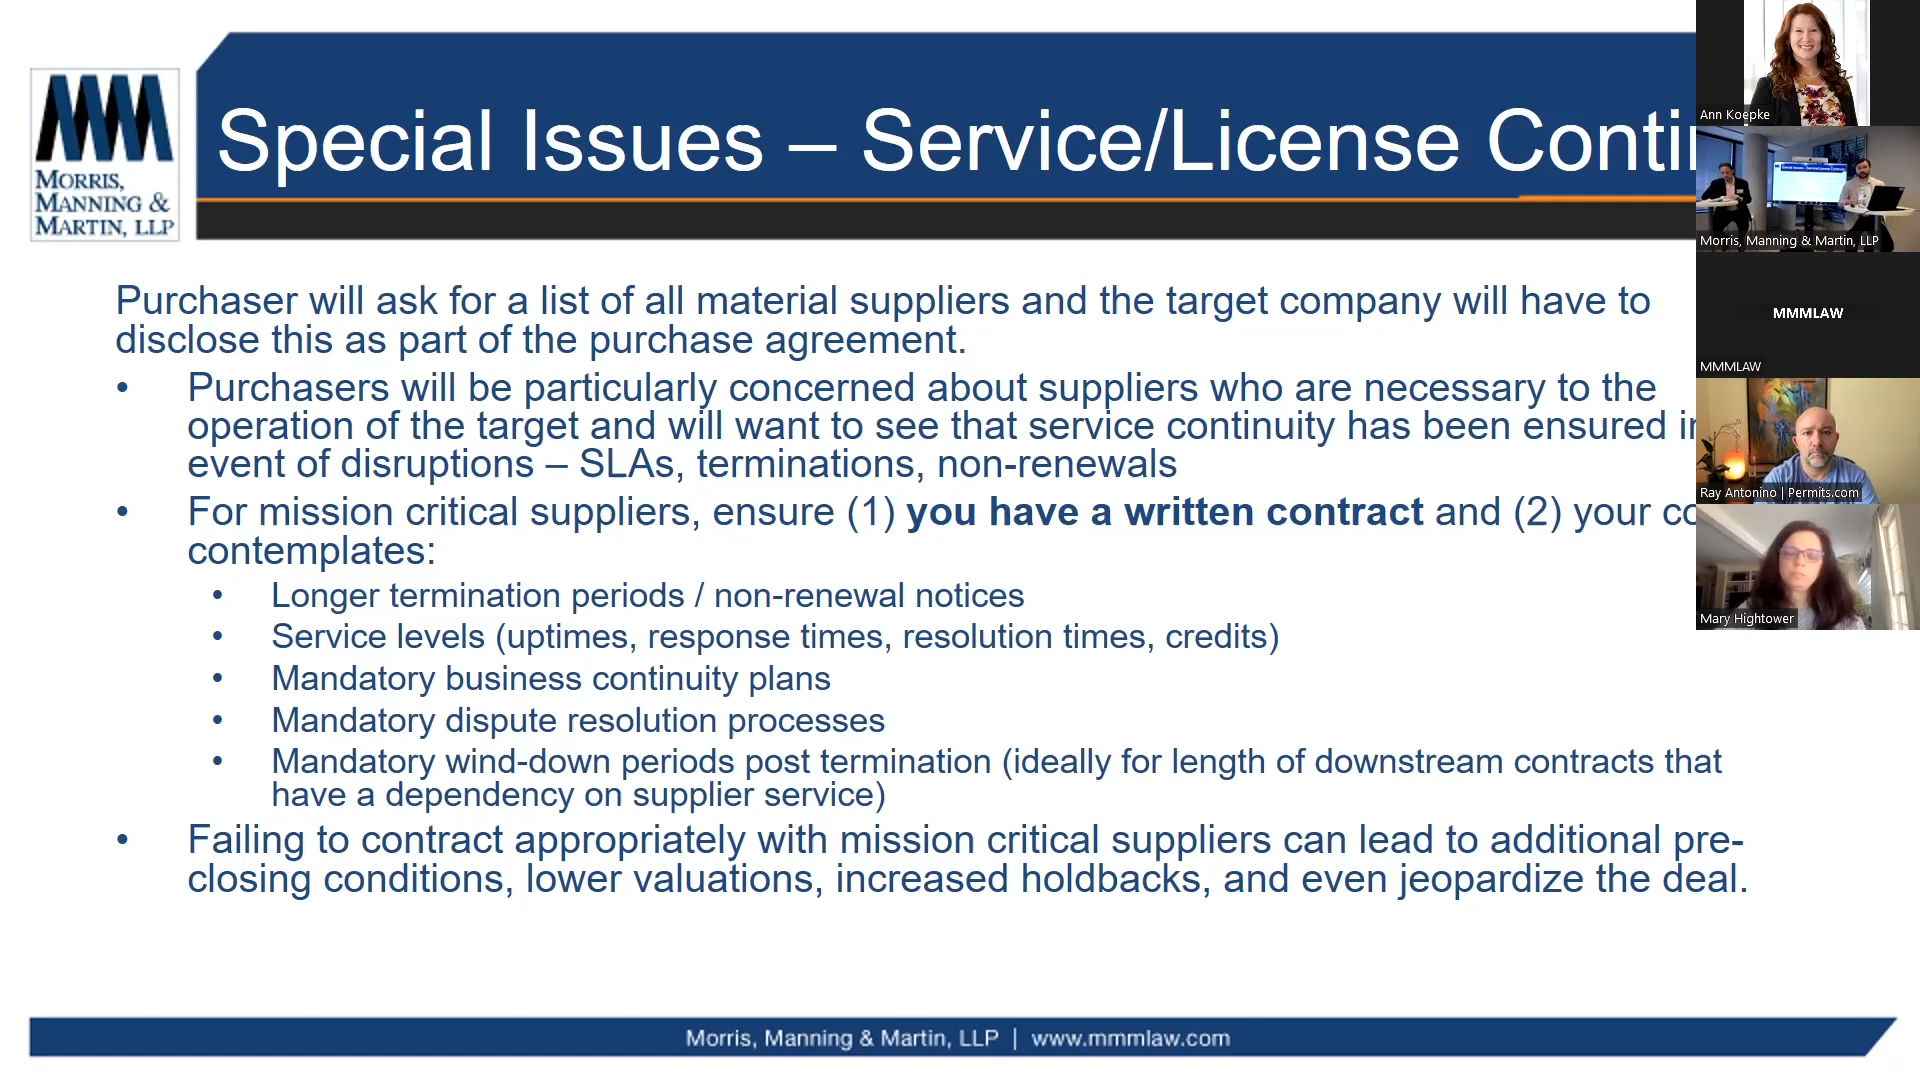 MORRIS,
MANNING &
MARTIN, LLP
Special Issues – Service/License
Purchaser will ask for a list of all material suppliers and the target company will have to
disclose this as part of the purchase agreement.
• Purchasers will be particularly concerned about suppliers who are necessary to the
operation of the target and will want to see that service continuity has been ensured
event of disruptions – SLAs, terminations, non-renewals
• For mission critical suppliers, ensure (1) you have a written contract and (2) your
contemplates:
• Longer termination periods / non-renewal notices
• Service levels (uptimes, response times, resolution times, credits)
• Mandatory business continuity plans
• Mandatory dispute resolution processes
• Mandatory wind-down periods post termination (ideally for length of downstream contracts that
have a dependency on supplier service)
• Failing to contract appropriately with mission critical suppliers can lead to additional pre-
closing conditions, lower valuations, increased holdbacks, and even jeopardize the deal.
Morris, Manning & Martin, LLP | www.mmmlaw.com
Ann Koepke
Special Issues – Service/License Continuity
Morris, Manning & Martin, LLP
MMMLAW
MMMLAW
Ray Antonino | Permits.com
Mary Hightower